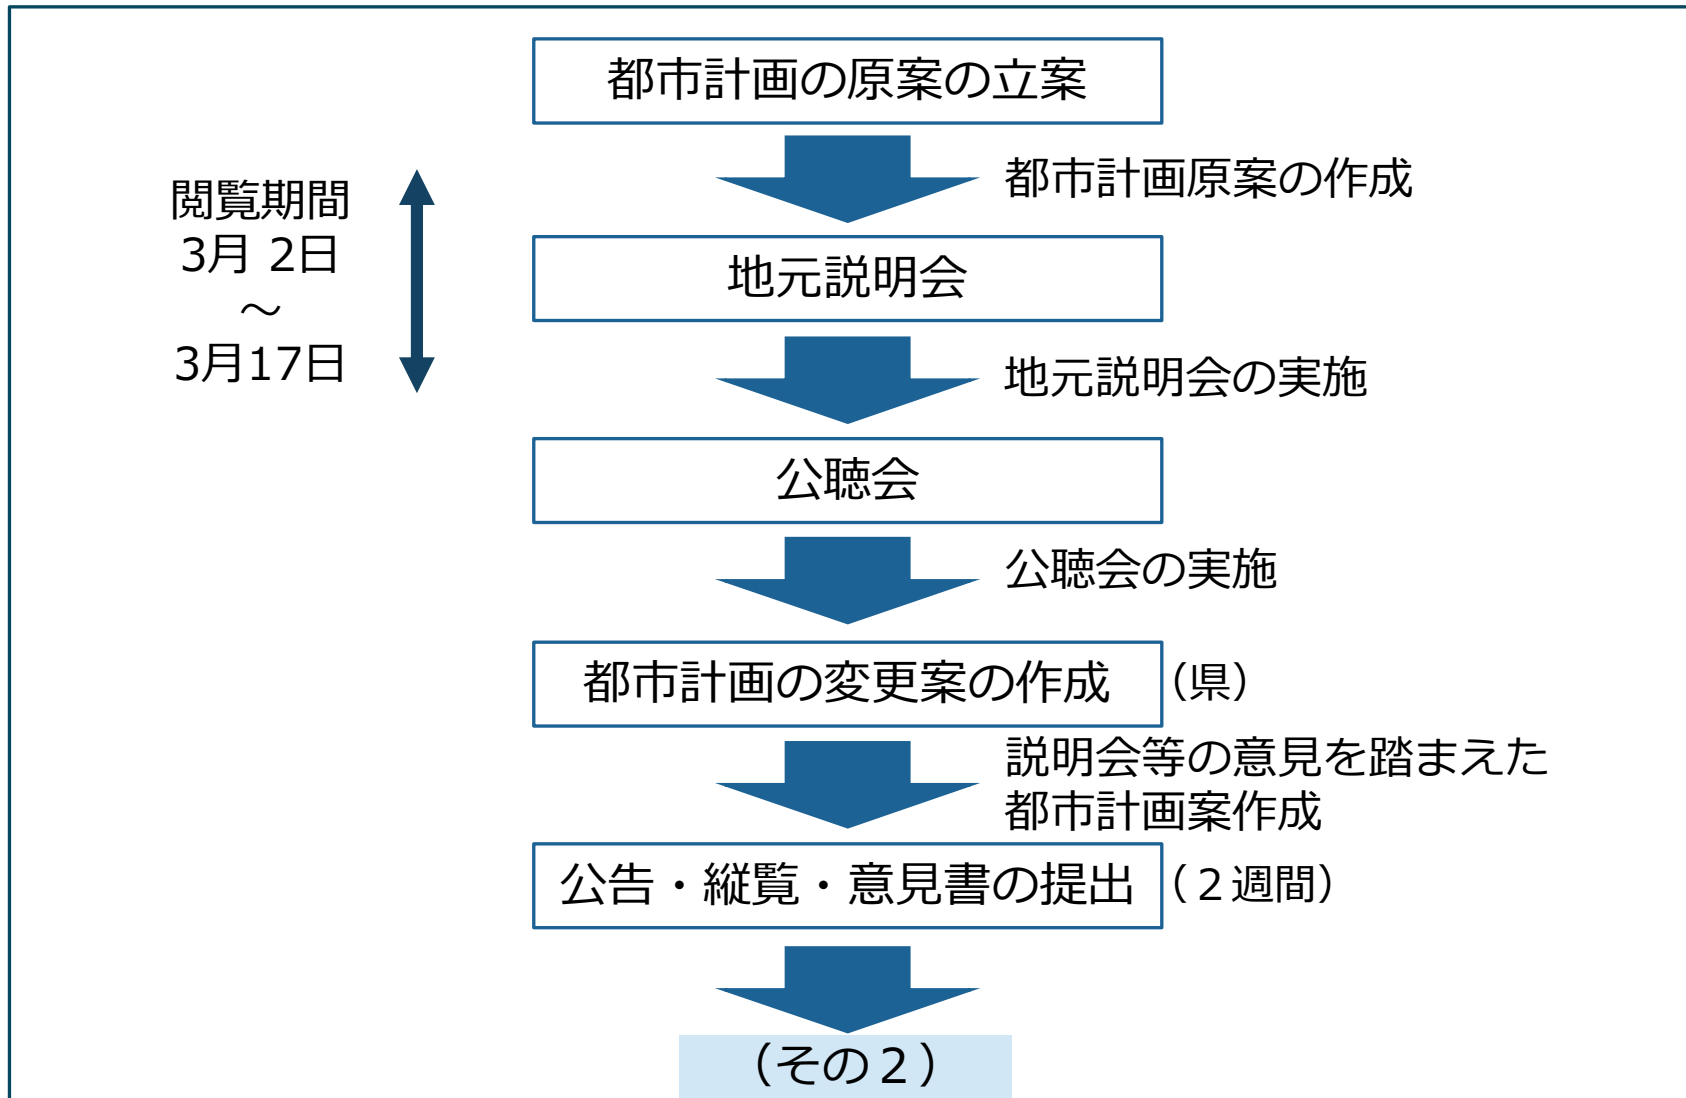 都市計画の原案の立案
都市計画原案の作成
閲覧期間
3月 2日
～
3月17日
地元説明会
地元説明会の実施
公聴会
公聴会の実施
都市計画の変更案の作成
（県）
説明会等の意見を踏まえた
都市計画案作成
公告・縦覧・意見書の提出
（２週間）
（その２）